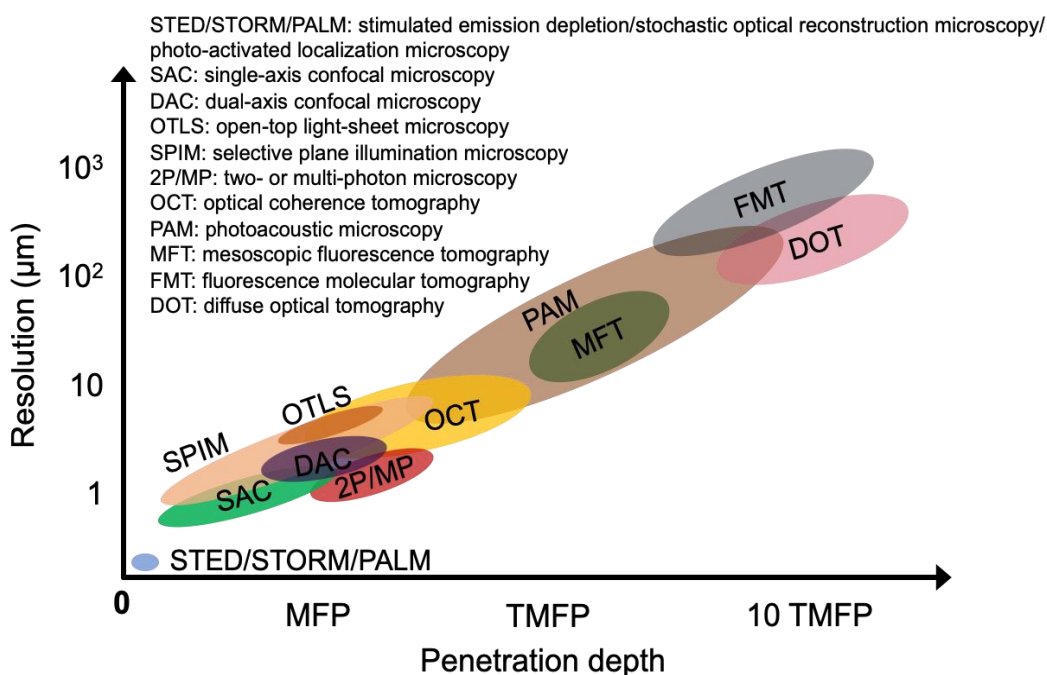 STED/STORM/PALM: stimulated emission depletion/stochastic optical reconstruction microscopy/
photo-activated localization microscopy
SAC: single-axis confocal microscopy
DAC: dual-axis confocal microscopy
OTLS: open-top light-sheet microscopy
SPIM: selective plane illumination microscopy
2P/MP: two- or multi-photon microscopy
OCT: optical coherence tomography
PAM: photoacoustic microscopy
MFT: mesoscopic fluorescence tomography
FMT: fluorescence molecular tomography
DOT: diffuse optical tomography
Resolution (μm)
10³
10²
10
1
0
FMT
DOT
PAM
MFT
OTLS
OCT
SPIM
DAC
2P/MP
SAC
STED/STORM/PALM
MFP
TMFP
10 TMFP
Penetration depth